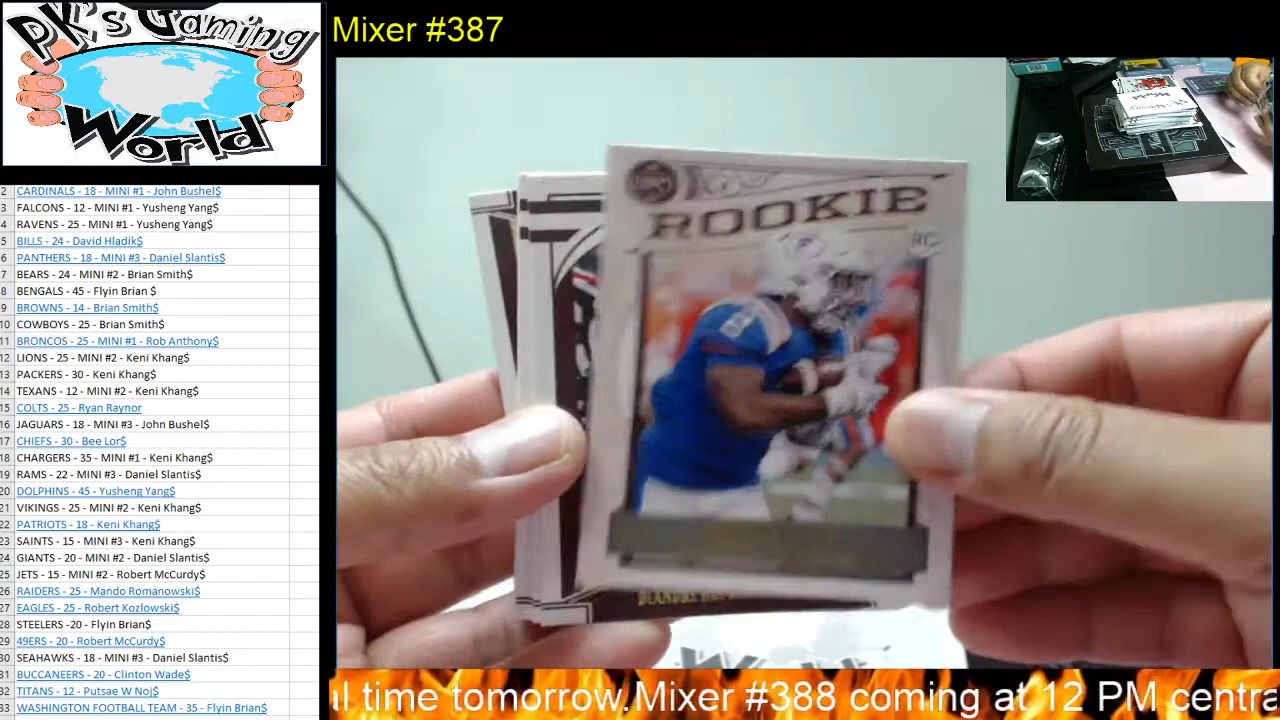 PK's Gaming
World
Mixer #387
2 CARDINALS - 18 - MINI #1 - John Bushel$
3 FALCONS - 12 - MINI #1 - Yusheng Yang$
4 RAVENS - 25 - MINI #1 - Yusheng Yang$
5 BILLS - 24 - David Hladik$
6 PANTHERS - 18 - MINI #3 - Daniel Slantis$
7 BEARS - 24 - MINI #2 - Brian Smith$
8 BENGALS - 45 - Flyin Brian $
9 BROWNS - 14 - Brian Smith$
10 COWBOYS - 25 - Brian Smith$
11 BRONCOS - 25 - MINI #1 - Rob Anthony$
12 LIONS - 25 - MINI #2 - Keni Khang$
13 PACKERS - 30 - Keni Khang$
14 TEXANS - 12 - MINI #2 - Keni Khang$
15 COLTS - 25 - Ryan Raynor
16 JAGUARS - 18 - MINI #3 - John Bushel$
17 CHIEFS - 30 - Bee Lor$
18 CHARGERS - 35 - MINI #1 - Keni Khang$
19 RAMS - 22 - MINI #3 - Daniel Slantis$
20 DOLPHINS - 45 - Yusheng Yang$
21 VIKINGS - 25 - MINI #2 - Keni Khang$
22 PATRIOTS - 18 - Keni Khang$
23 SAINTS - 15 - MINI #3 - Keni Khang$
24 GIANTS - 20 - MINI #2 - Daniel Slantis$
25 JETS - 15 - MINI #2 - Robert McCurdy$
26 RAIDERS - 25 - Mando Romanowski$
27 EAGLES - 25 - Robert Kozlowski$
28 STEELERS -20 - Flyin Brian$
29 49ERS - 20 - Robert McCurdy$
30 SEAHAWKS - 18 - MINI #3 - Daniel Slantis$
31 BUCCANEERS - 20 - Clinton Wade$
32 TITANS - 12 - Putsae W Noj$
33 WASHINGTON FOOTBALL TEAM - 35 - Flyin Brian$
ROOKIE
RC
l time tomorrow.Mixer #388 coming at 12 PM centra